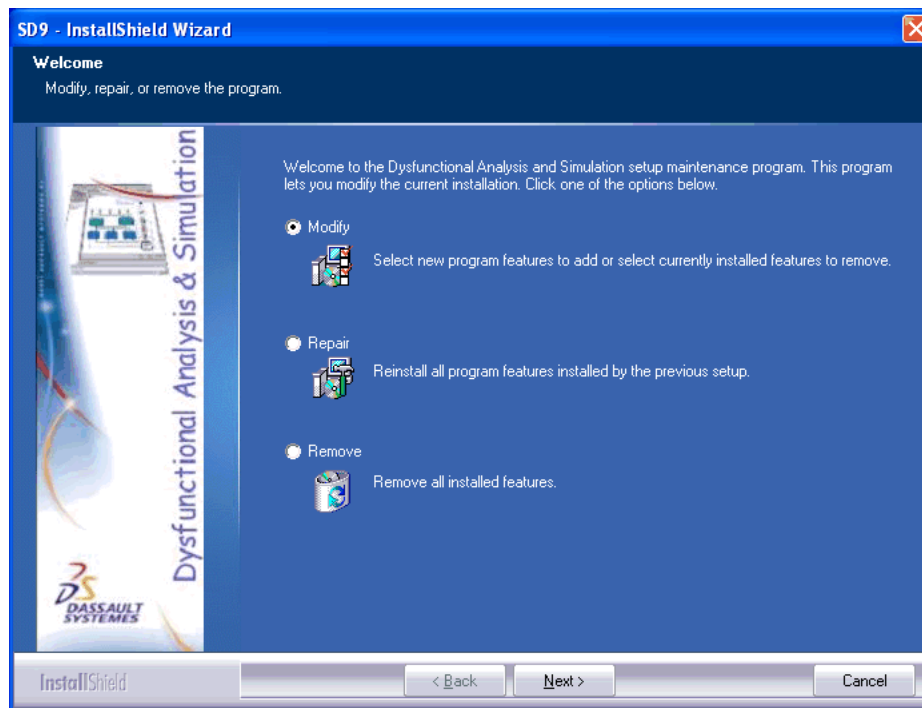 SD9 - InstallShield Wizard
Welcome
Modify, repair, or remove the program.
Dysfunctional Analysis & Simulation
DASSAULT
SYSTEMES
Welcome to the Dysfunctional Analysis and Simulation setup maintenance program. This program
lets you modify the current installation. Click one of the options below.
Modify
Select new program features to add or select currently installed features to remove.
Repair
Reinstall all program features installed by the previous setup.
Remove
Remove all installed features.
InstallShield
< Back
Next >
Cancel